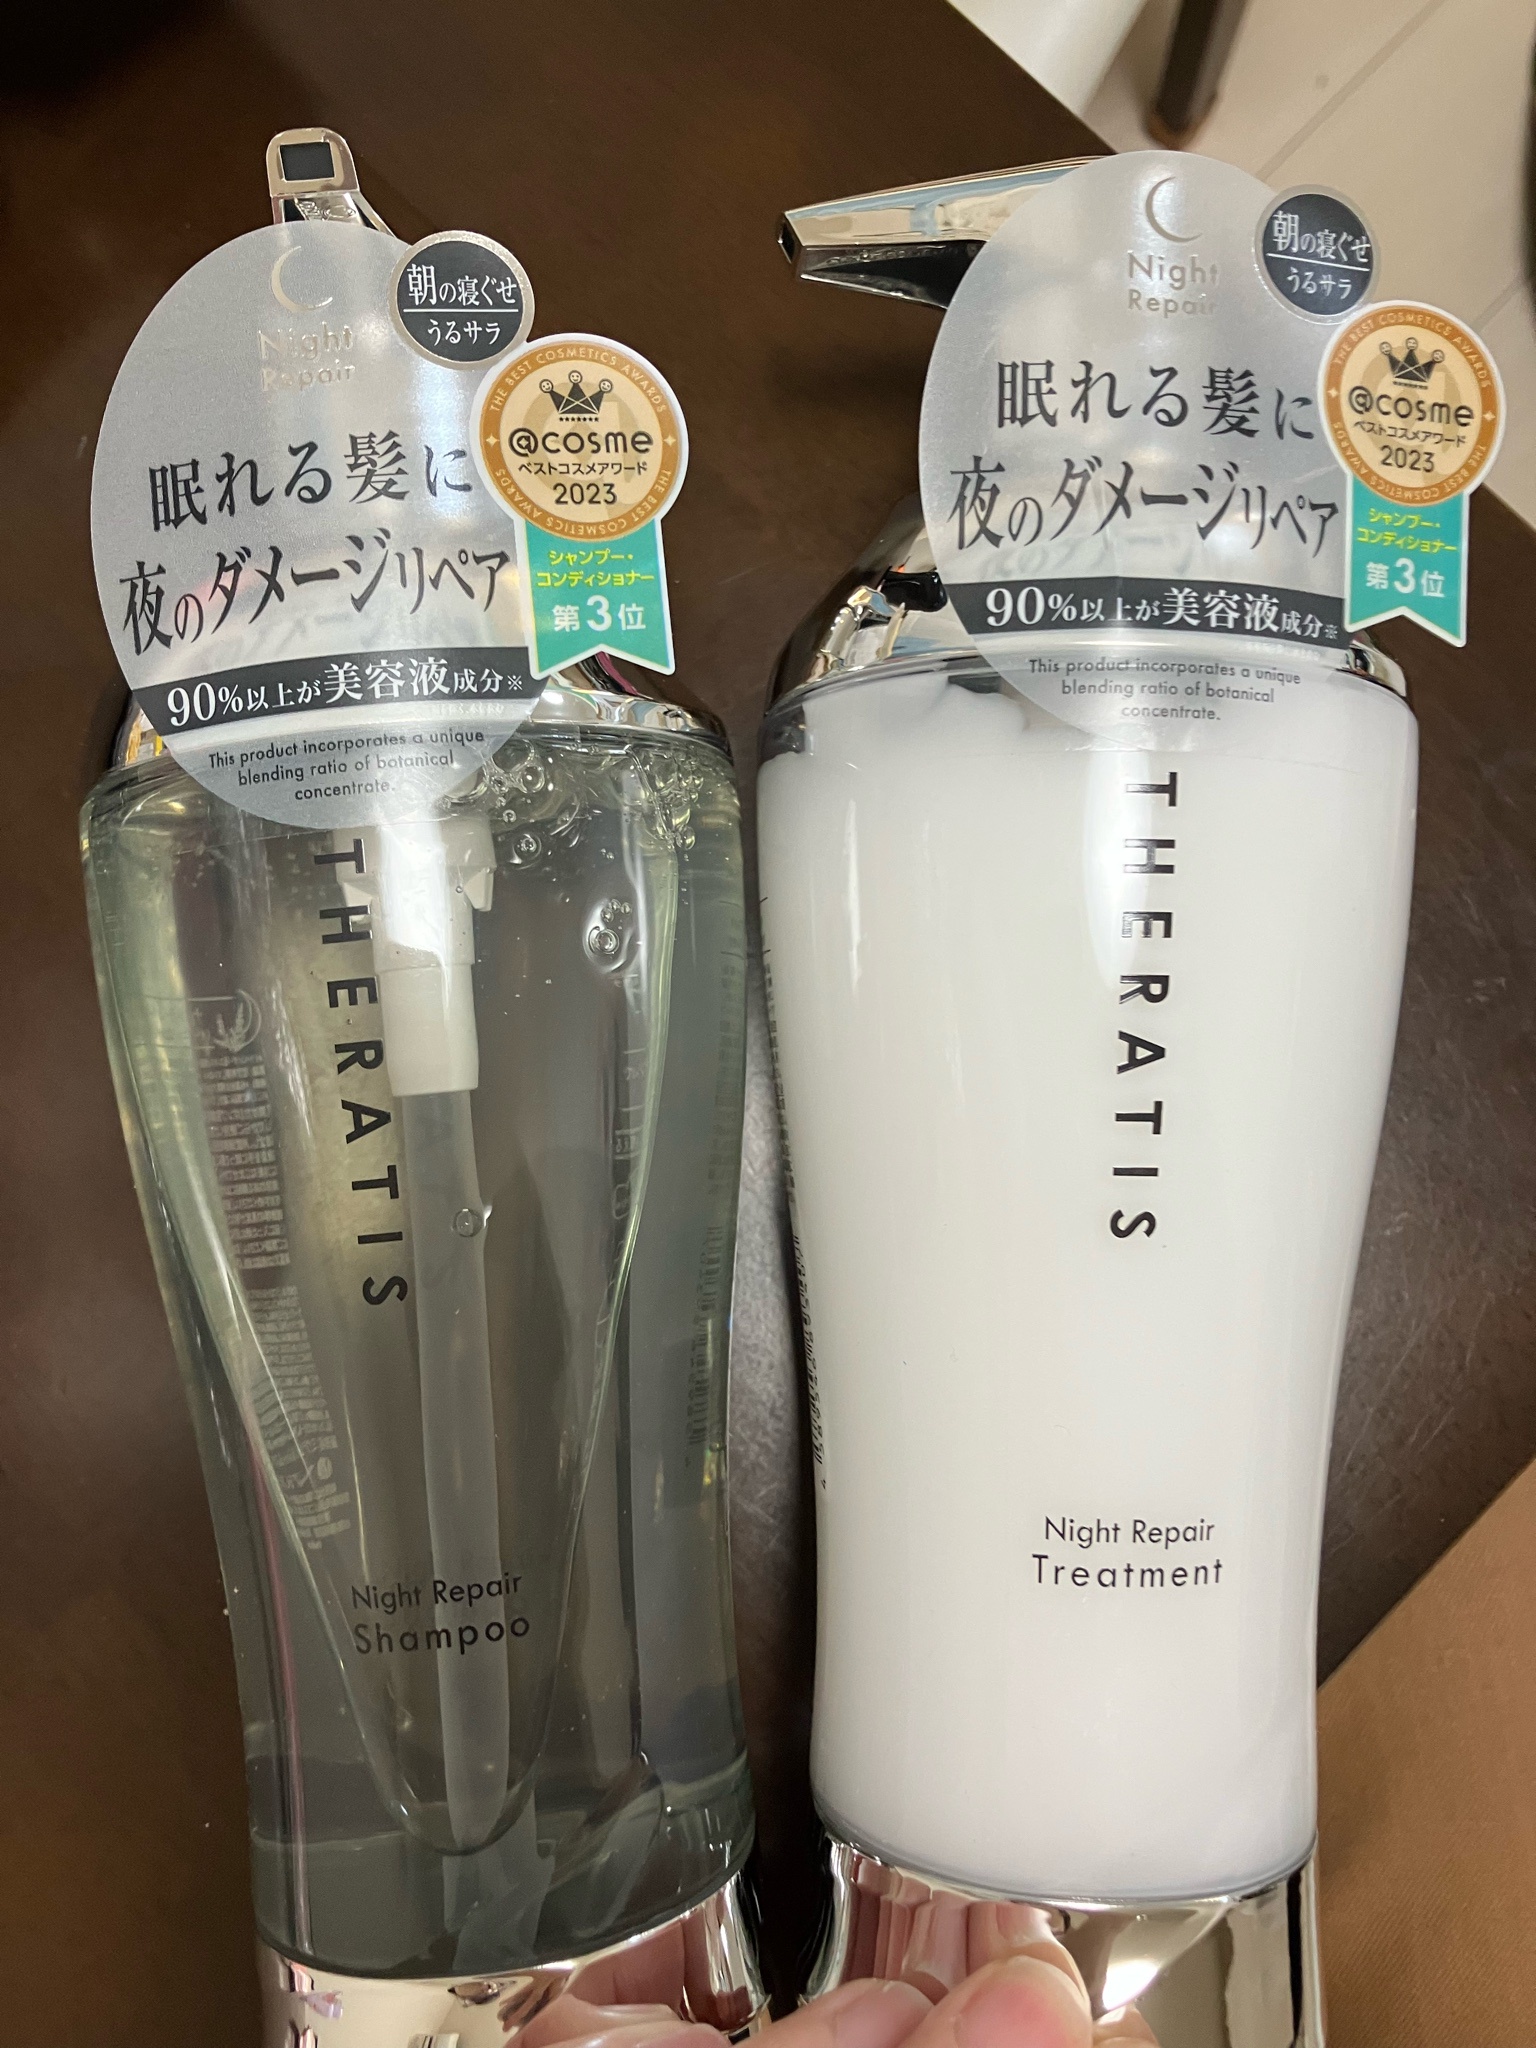 Night
Repair
朝の寝ぐせ
うるサラ
眠れる髪に
夜のダメージリペア
90%以上が美容液成分※
This product incorporates a unique
blending ratio of botanical
concentrate.
THE BEST COSMETICS AWARDS
THE BEST COSMETICS AWARDS
@cosme
ベストコスメアワード
2023
シャンプー・
コンディショナー
第3位
THERATIS
Night Repair
Shampoo
Night
Repair
朝の寝ぐせ
うるサラ
眠れる髪に
夜のダメージリペア
90%以上が美容液成分※
This product incorporates a unique
blending ratio of botanical
concentrate.
THE BEST COSMETICS AWARDS
THE BEST COSMETICS AWARDS
@cosme
ベストコスメアワード
2023
シャンプー・
コンディショナー
第3位
THERATIS
Night Repair
Treatment